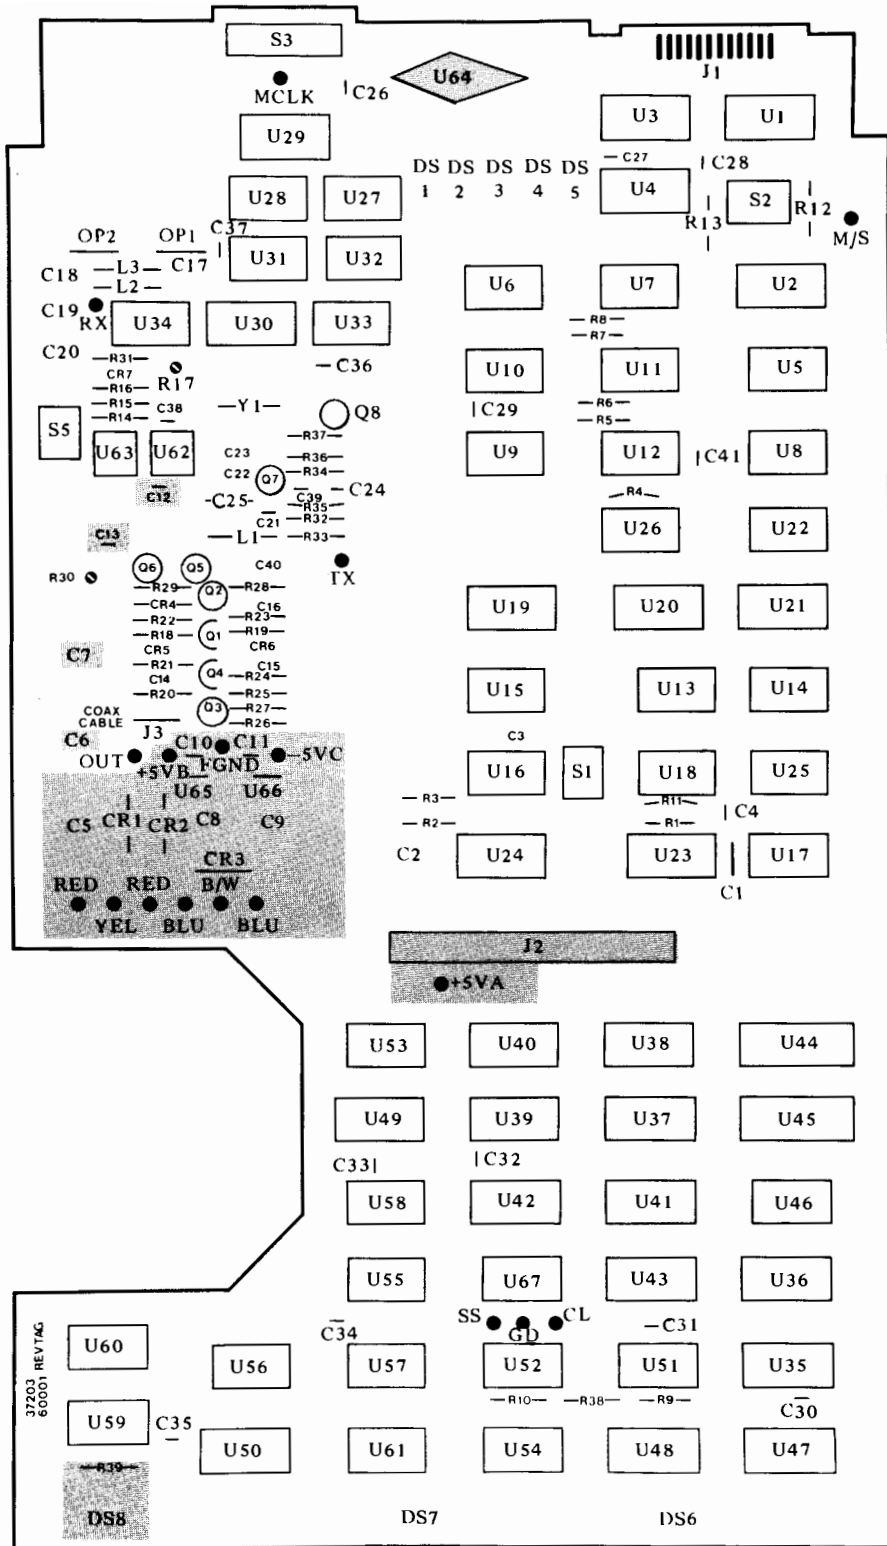 S3
J1
U64
MCLK
C26
U3 U1
U29
DS DS DS DS DS
1 2 3 4 5
C27
C28
U28 U27
U4
S2
R13
R12
C37
M/S
OP2 OP1
C17
U31 U32
C18
L3
L2
U6 U7 U2
C19
RX
U34 U30 U33
R8
R7
C20
R31
CR7
R16
R17
C36
U10 U11 U5
R15
R14
C38
Y1
Q8
C29
R6
R5
S5
R37
U63 U62
C23
R36
U9 U12
C41
U8
C22
Q7
R34
C12
C25
C39
C24
R4
R35
C21
R32
C13
L1
R33
U26 U22
R30
Q6 Q5
C40
TX
R29
Q2
R28
CR4
C16
U19 U20 U21
R22
R23
R18
Q1
R19
CR5
CR6
C7
R21
C15
C14
Q4
R24
U15 U13 U14
R20
R25
COAX
CABLE
Q3
R27
J3
R26
C6
C10 C11
C3
OUT
+5VB
FGND
-5VC
U16
S1
U18 U25
U65 U66
R3
R11
C5
CR1
CR2
C8
C9
R2
R1
C4
CR3
C2
U24 U23 U17
RED RED
B/W
C1
YEL BLU BLU
J2
+5VA
U53 U40 U38 U44
U49 U39 U37 U45
C33
C32
U58 U42 U41 U46
U55 U67 U43 U36
SS
GD
CL
C34
C31
37203 REVTAG
60001
U60
U56 U57 U52 U51 U35
R10 R38 R9
C30
U59
C35
U50 U61 U54 U48 U47
R39
DS8 DS7 DS6